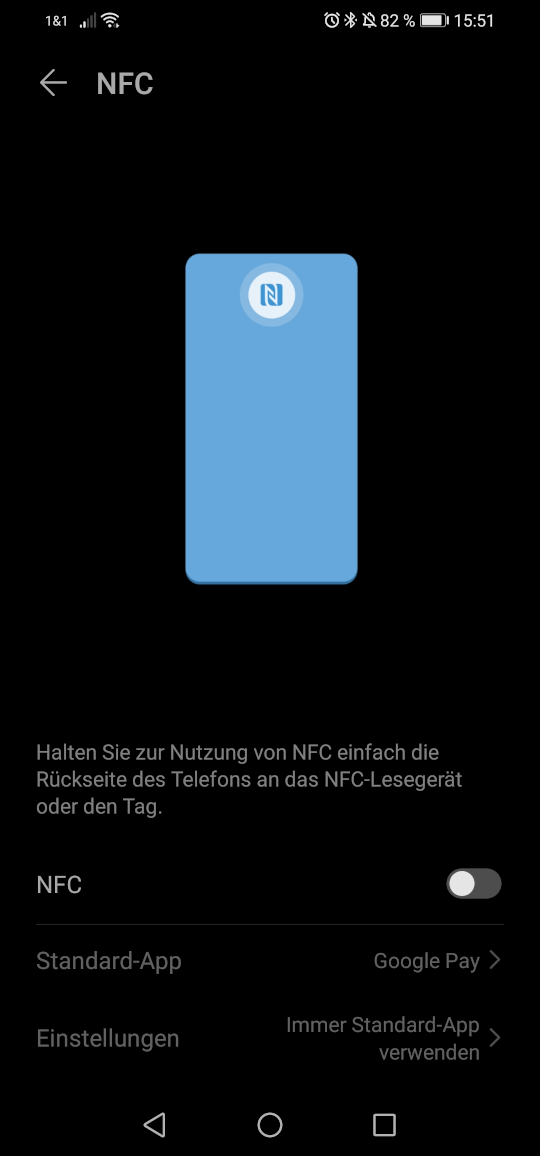 1&1 82 % 15:51
NFC
Halten Sie zur Nutzung von NFC einfach die
Rückseite des Telefons an das NFC-Lesegerät
oder den Tag.
NFC
Standard-App Google Pay
Einstellungen Immer Standard-App
verwenden